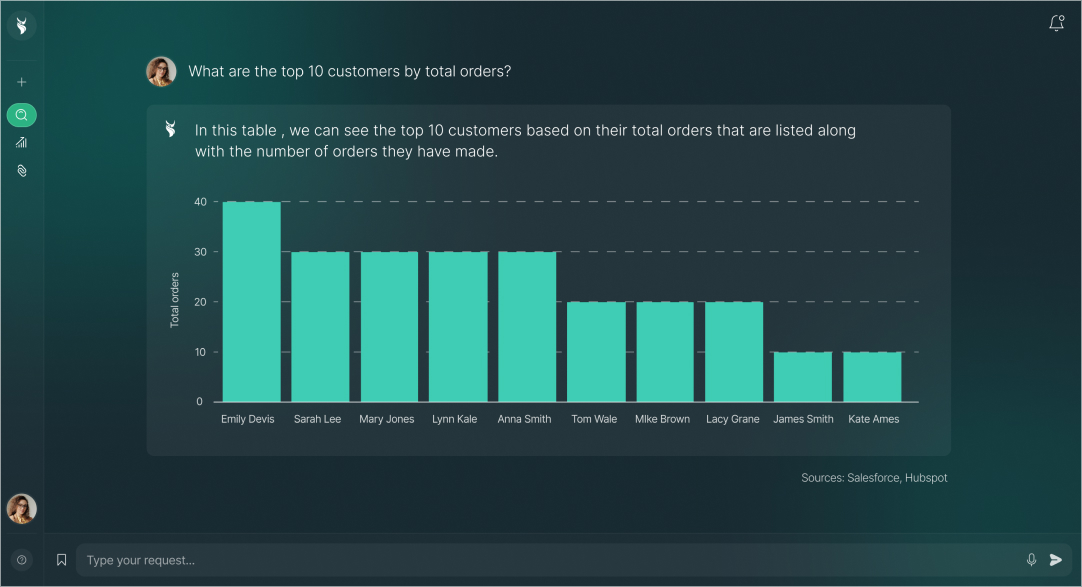 What are the top 10 customers by total orders?
In this table , we can see the top 10 customers based on their total orders that are listed along
with the number of orders they have made.
40
30
20
10
0
Total orders
Emily Devis Sarah Lee Mary Jones Lynn Kale Anna Smith Tom Wale MIke Brown Lacy Grane James Smith Kate Ames
Sources: Salesforce, Hubspot
Type your request...